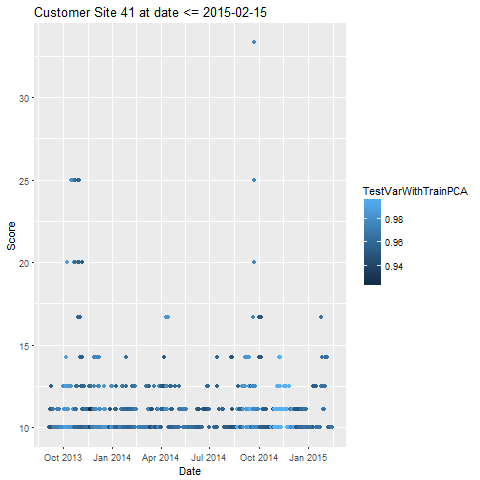 Customer Site 41 at date <= 2015-02-15
Score
30
25
20
15
10
Oct 2013 Jan 2014 Apr 2014 Jul 2014 Oct 2014 Jan 2015
Date
TestVarWithTrainPCA
0.98
0.96
0.94